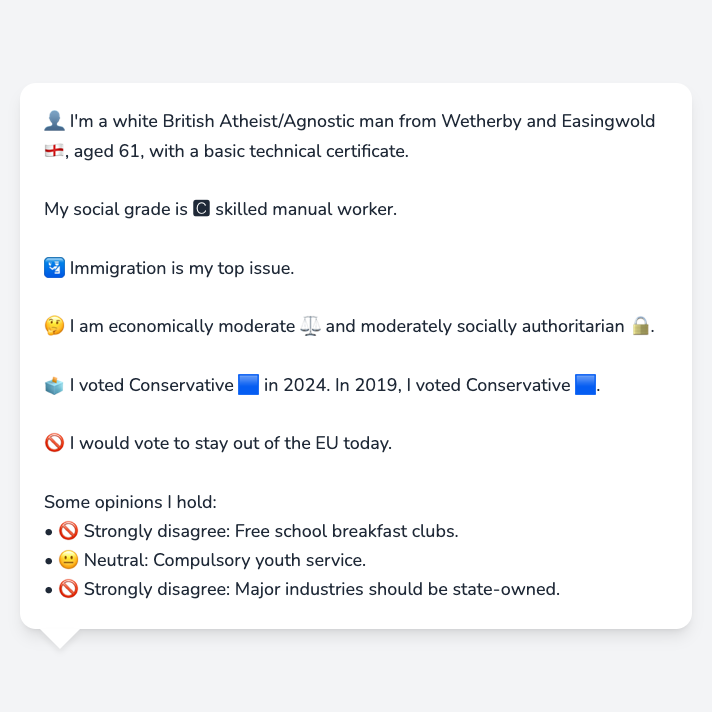 👤 I'm a white British Atheist/Agnostic man from Wetherby and Easingwold
🏴󠁧󠁢󠁥󠁮󠁧󠁿, aged 61, with a basic technical certificate.
My social grade is C skilled manual worker.
🛂 Immigration is my top issue.
🤔 I am economically moderate ⚖️ and moderately socially authoritarian 🔒.
🗳️ I voted Conservative 🟦 in 2024. In 2019, I voted Conservative 🟦.
🚫 I would vote to stay out of the EU today.
Some opinions I hold:
• 🚫 Strongly disagree: Free school breakfast clubs.
• 😐 Neutral: Compulsory youth service.
• 🚫 Strongly disagree: Major industries should be state-owned.